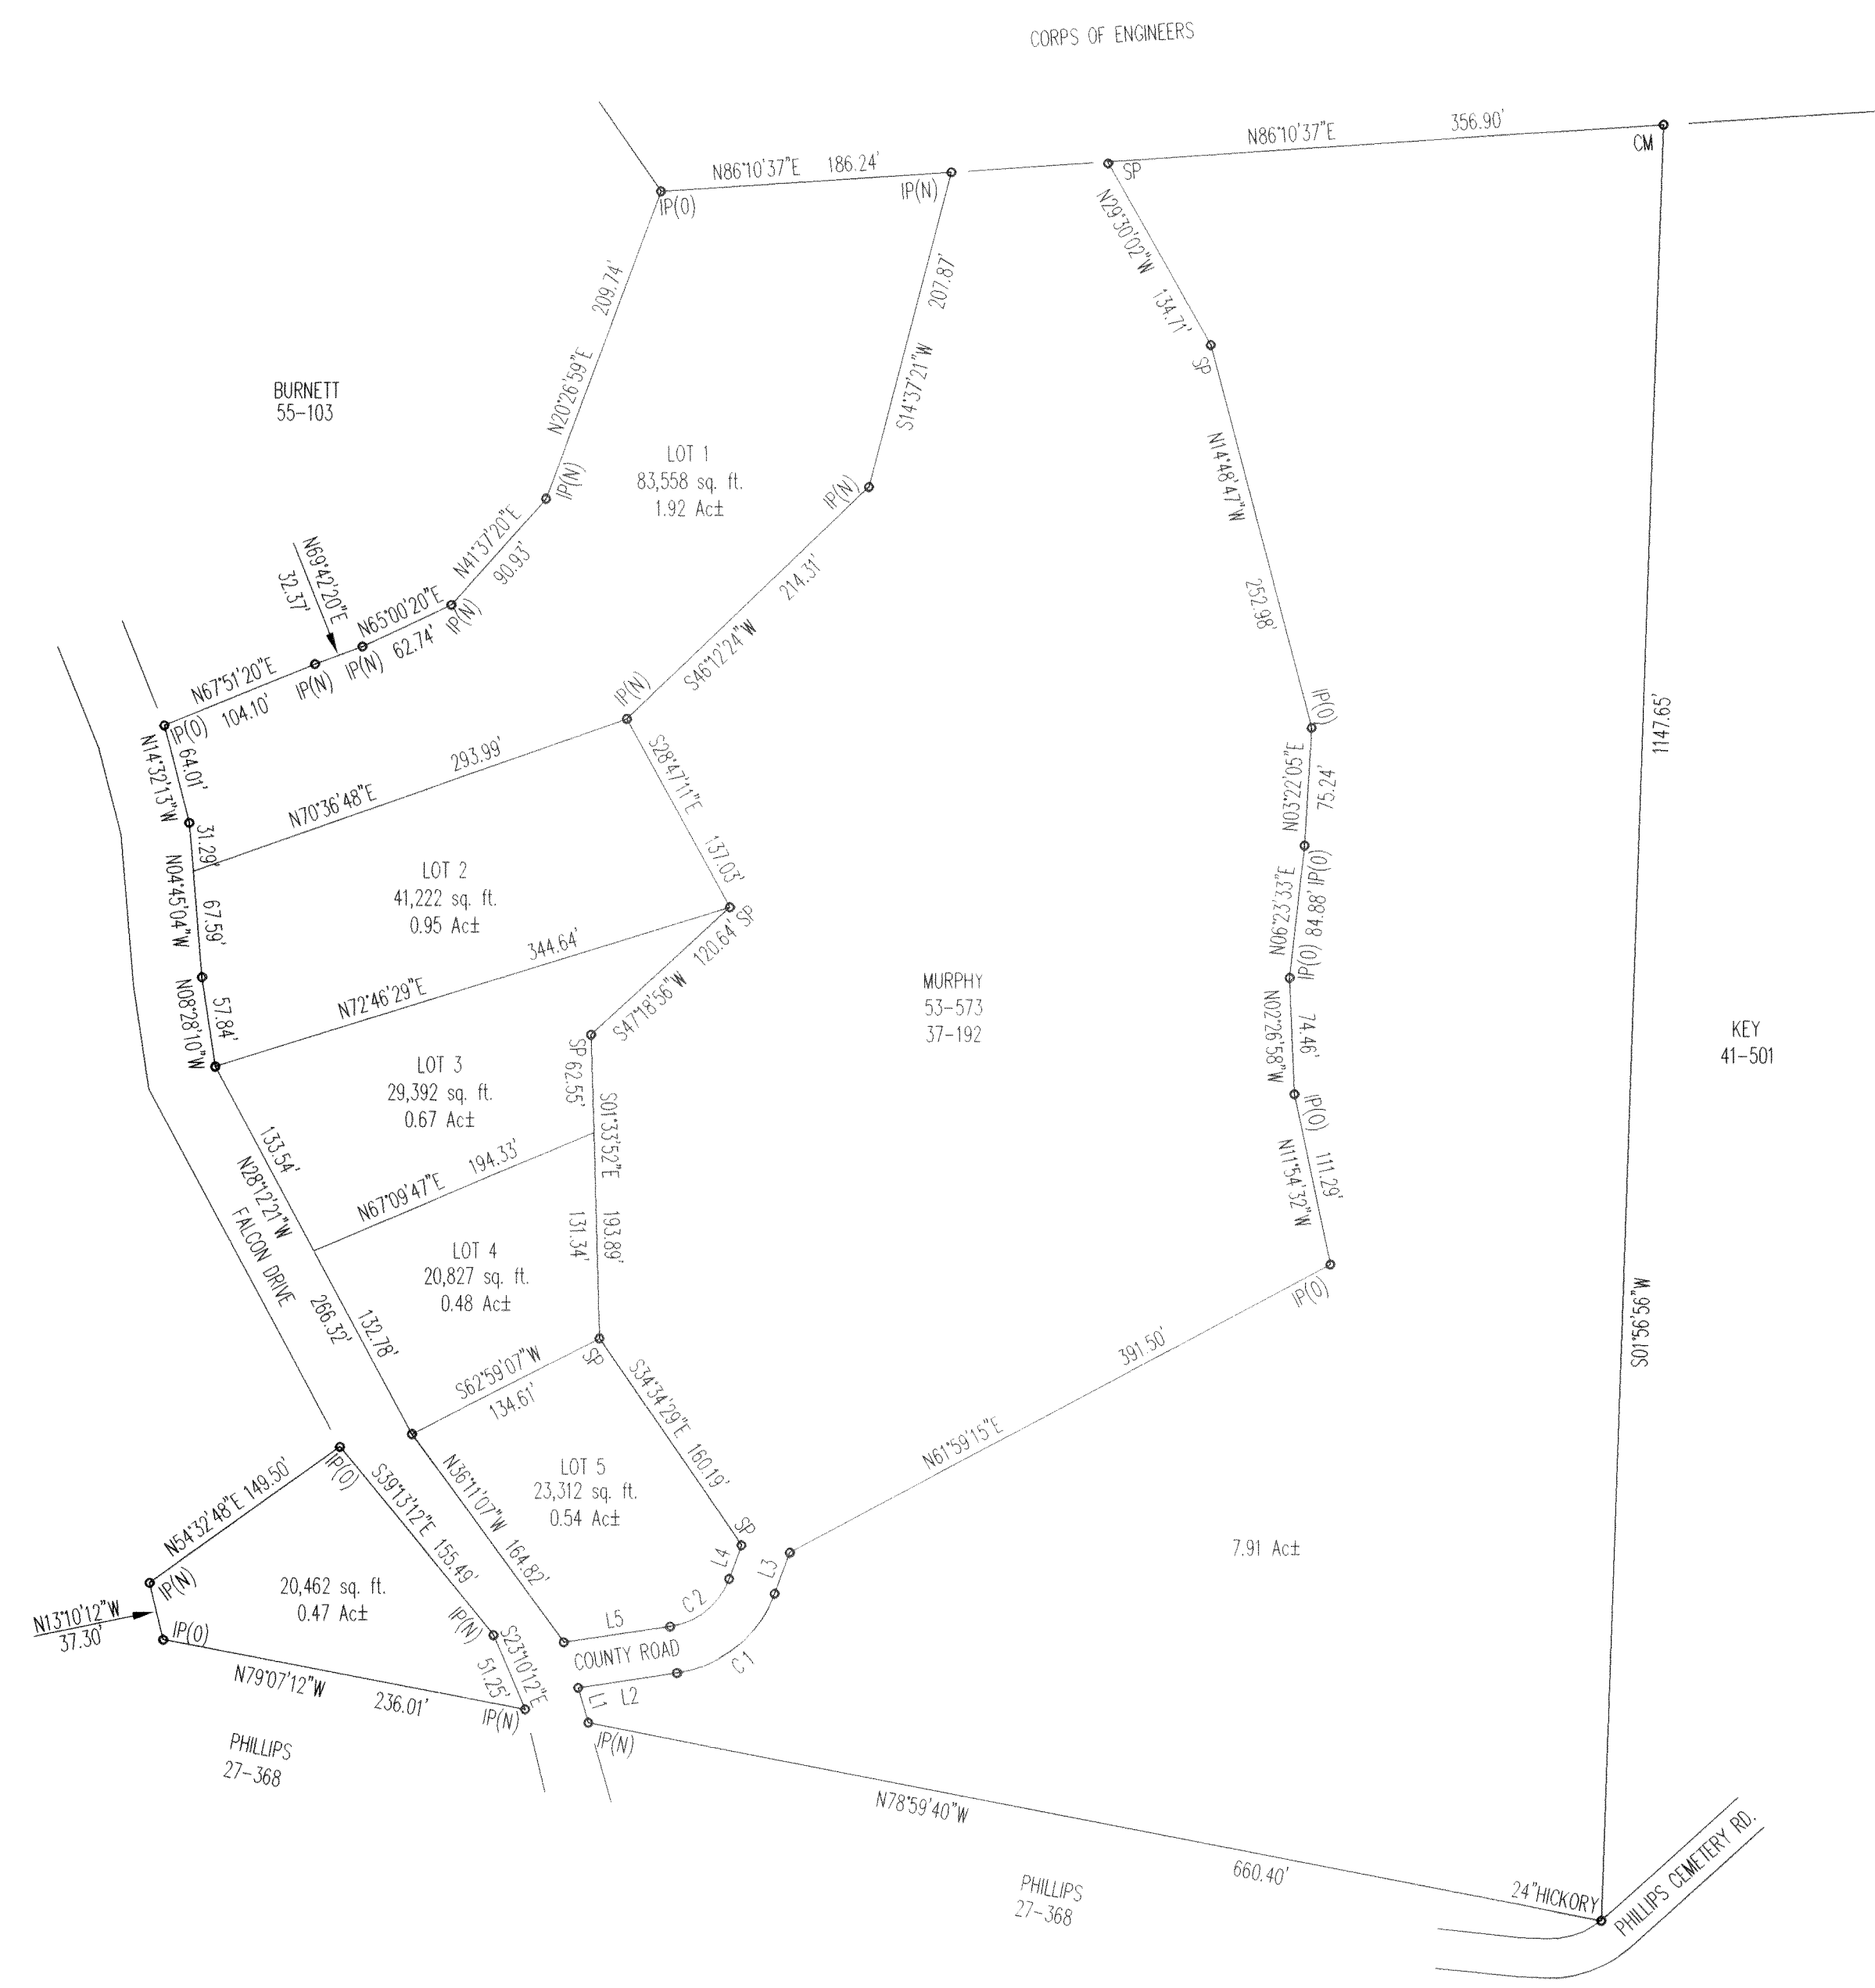 CORPS OF ENGINEERS
N86°10'37"E 356.90'
CM
N86°10'37"E 186.24'
SP
IP(N)
IP(O)
N29°30'02"W 134.71'
SP
209.74'
N20°26'59"E
207.87'
S14°37'21"W
BURNETT
55-103
LOT 1
83,558 sq. ft.
1.92 Ac±
IP(N)
IP(N)
N14°48'47"W
252.98'
N41°37'20"E
90.93'
214.31'
S46°12'24"W
N69°42'20"E
32.37'
N65°00'20"E
62.74'
IP(N)
IP(N)
IP(N)
N67°51'20"E
104.10'
IP(O)
IP(N)
IP(O)
1147.65'
S01°56'56"W
N14°32'13"W
64.01'
293.99'
N70°36'48"E
S28°47'11"E
137.03'
N03°22'05"E
75.24'
31.29'
N04°45'04"W
67.59'
LOT 2
41,222 sq. ft.
0.95 Ac±
IP(O)
N06°23'33"E
84.88'
IP(O)
344.64'
N72°46'29"E
SP
120.64'
S47°18'56"W
N08°28'10"W
57.84'
MURPHY
53-573
37-192
N02°26'58"W
74.46'
KEY
41-501
SP
62.55'
LOT 3
29,392 sq. ft.
0.67 Ac±
S01°33'52"E
193.89'
IP(O)
N11°54'32"W
111.29'
133.54'
N28°12'21"W
194.33'
N67°09'47"E
131.34'
FALCON DRIVE
266.32'
132.78'
LOT 4
20,827 sq. ft.
0.48 Ac±
IP(O)
SP
S62°59'07"W
134.61'
391.50'
N61°59'15"E
S34°34'29"E 160.19'
N54°32'48"E 149.50'
IP(O)
S39°13'12"E 155.49'
N36°11'07"W 164.82'
LOT 5
23,312 sq. ft.
0.54 Ac±
SP
L4
L3
C2
C1
7.91 Ac±
IP(N)
20,462 sq. ft.
0.47 Ac±
N13°10'12"W
37.30'
IP(O)
IP(N)
S23°10'12"E
51.25'
L5
COUNTY ROAD
L1
L2
N79°07'12"W
236.01'
IP(N)
IP(N)
PHILLIPS
27-368
N78°59'40"W
660.40'
24"HICKORY
PHILLIPS CEMETERY RD.
PHILLIPS
27-368